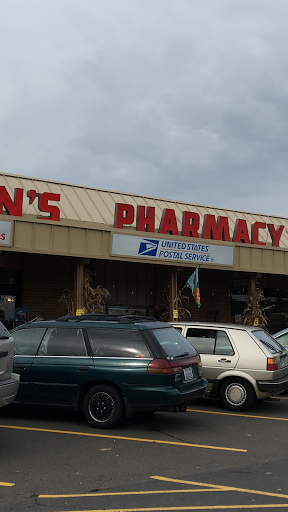 N'S PHARMACY
UNITED STATES
POSTAL SERVICE